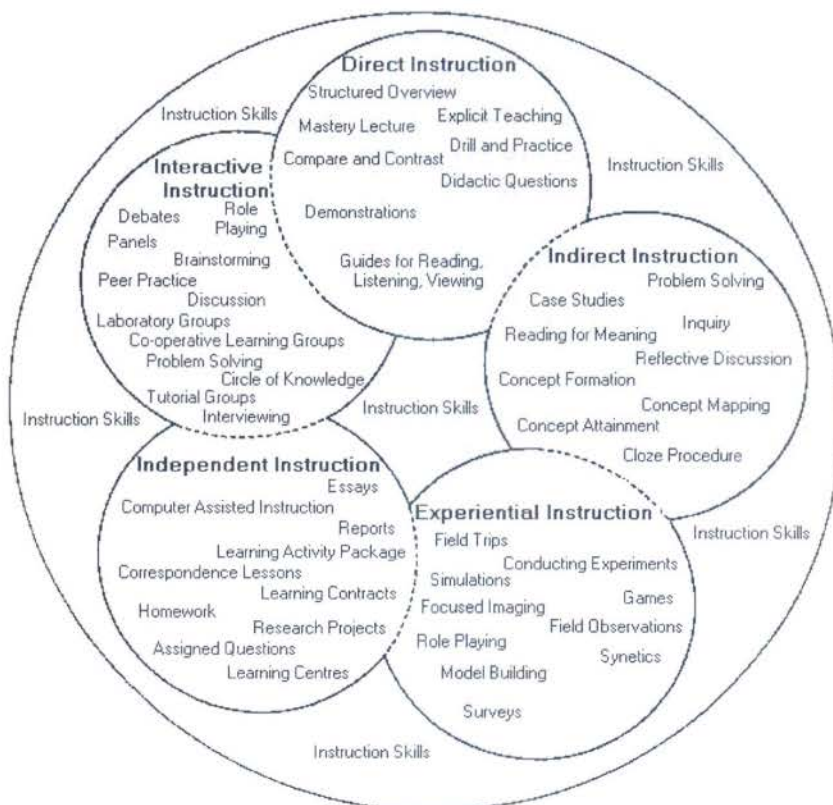 Direct Instruction
Structured Overview
Explicit Teaching
Mastery Lecture
Drill and Practice
Compare and Contrast
Didactic Questions
Demonstrations
Guides for Reading,
Listening, Viewing
Instruction Skills
Instruction Skills
Interactive
Instruction
Debates
Role
Playing
Panels
Brainstorming
Peer Practice
Discussion
Laboratory Groups
Co-operative Learning Groups
Problem Solving
Circle of Knowledge
Tutorial Groups
Interviewing
Indirect Instruction
Problem Solving
Case Studies
Inquiry
Reading for Meaning
Reflective Discussion
Concept Formation
Concept Mapping
Concept Attainment
Cloze Procedure
Instruction Skills
Instruction Skills
Independent Instruction
Essays
Computer Assisted Instruction
Reports
Learning Activity Package
Correspondence Lessons
Learning Contracts
Homework
Research Projects
Assigned Questions
Learning Centres
Experiential Instruction
Field Trips
Conducting Experiments
Simulations
Games
Focused Imaging
Field Observations
Role Playing
Synetics
Model Building
Surveys
Instruction Skills
Instruction Skills